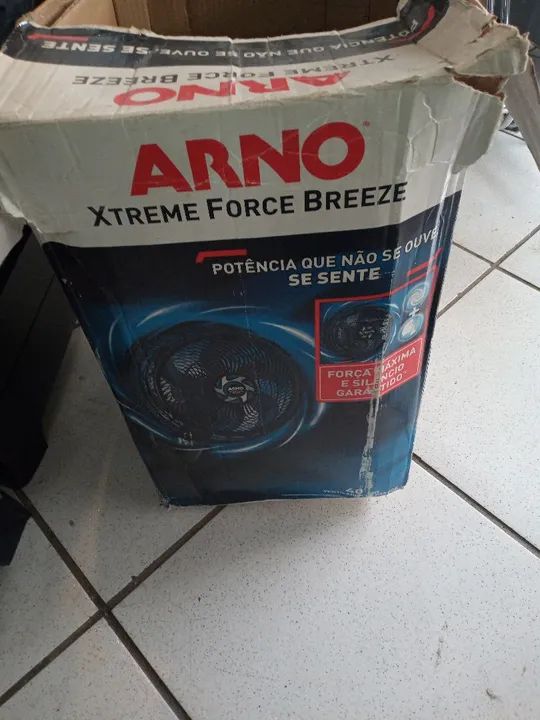 POTÊNCIA QUE NÃO SE OUVE, SE SENTE
XTREME FORCE BREEZE
ARNO
ARNO
XTREME FORCE BREEZE
POTÊNCIA QUE NÃO SE OUVE,
SE SENTE
ARNO
FORÇA MÁXIMA
E SILÊNCIO
GARANTIDO
40